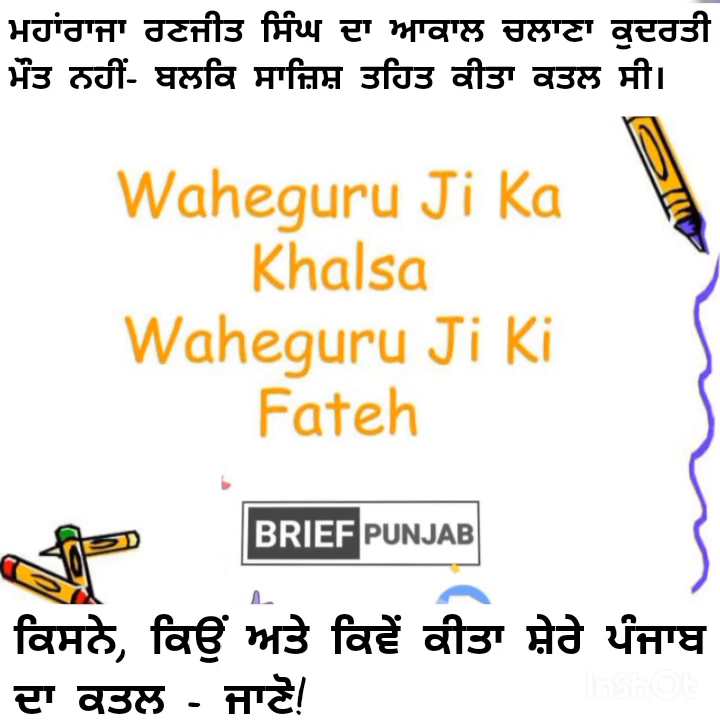 ਮਹਾਂਰਾਜਾ ਰਣਜੀਤ ਸਿੰਘ ਦਾ ਆਕਾਲ ਚਲਾਣਾ ਕੁਦਰਤੀ
ਮੌਤ ਨਹੀਂ- ਬਲਕਿ ਸਾਜ਼ਿਸ਼ ਤਹਿਤ ਕੀਤਾ ਕਤਲ ਸੀ।
Waheguru Ji Ka
Khalsa
Waheguru Ji Ki
Fateh
BRIEF PUNJAB
ਕਿਸਨੇ, ਕਿਉਂ ਅਤੇ ਕਿਵੇਂ ਕੀਤਾ ਸ਼ੇਰੇ ਪੰਜਾਬ
ਦਾ ਕਤਲ - ਜਾਣੋ!
InShOt